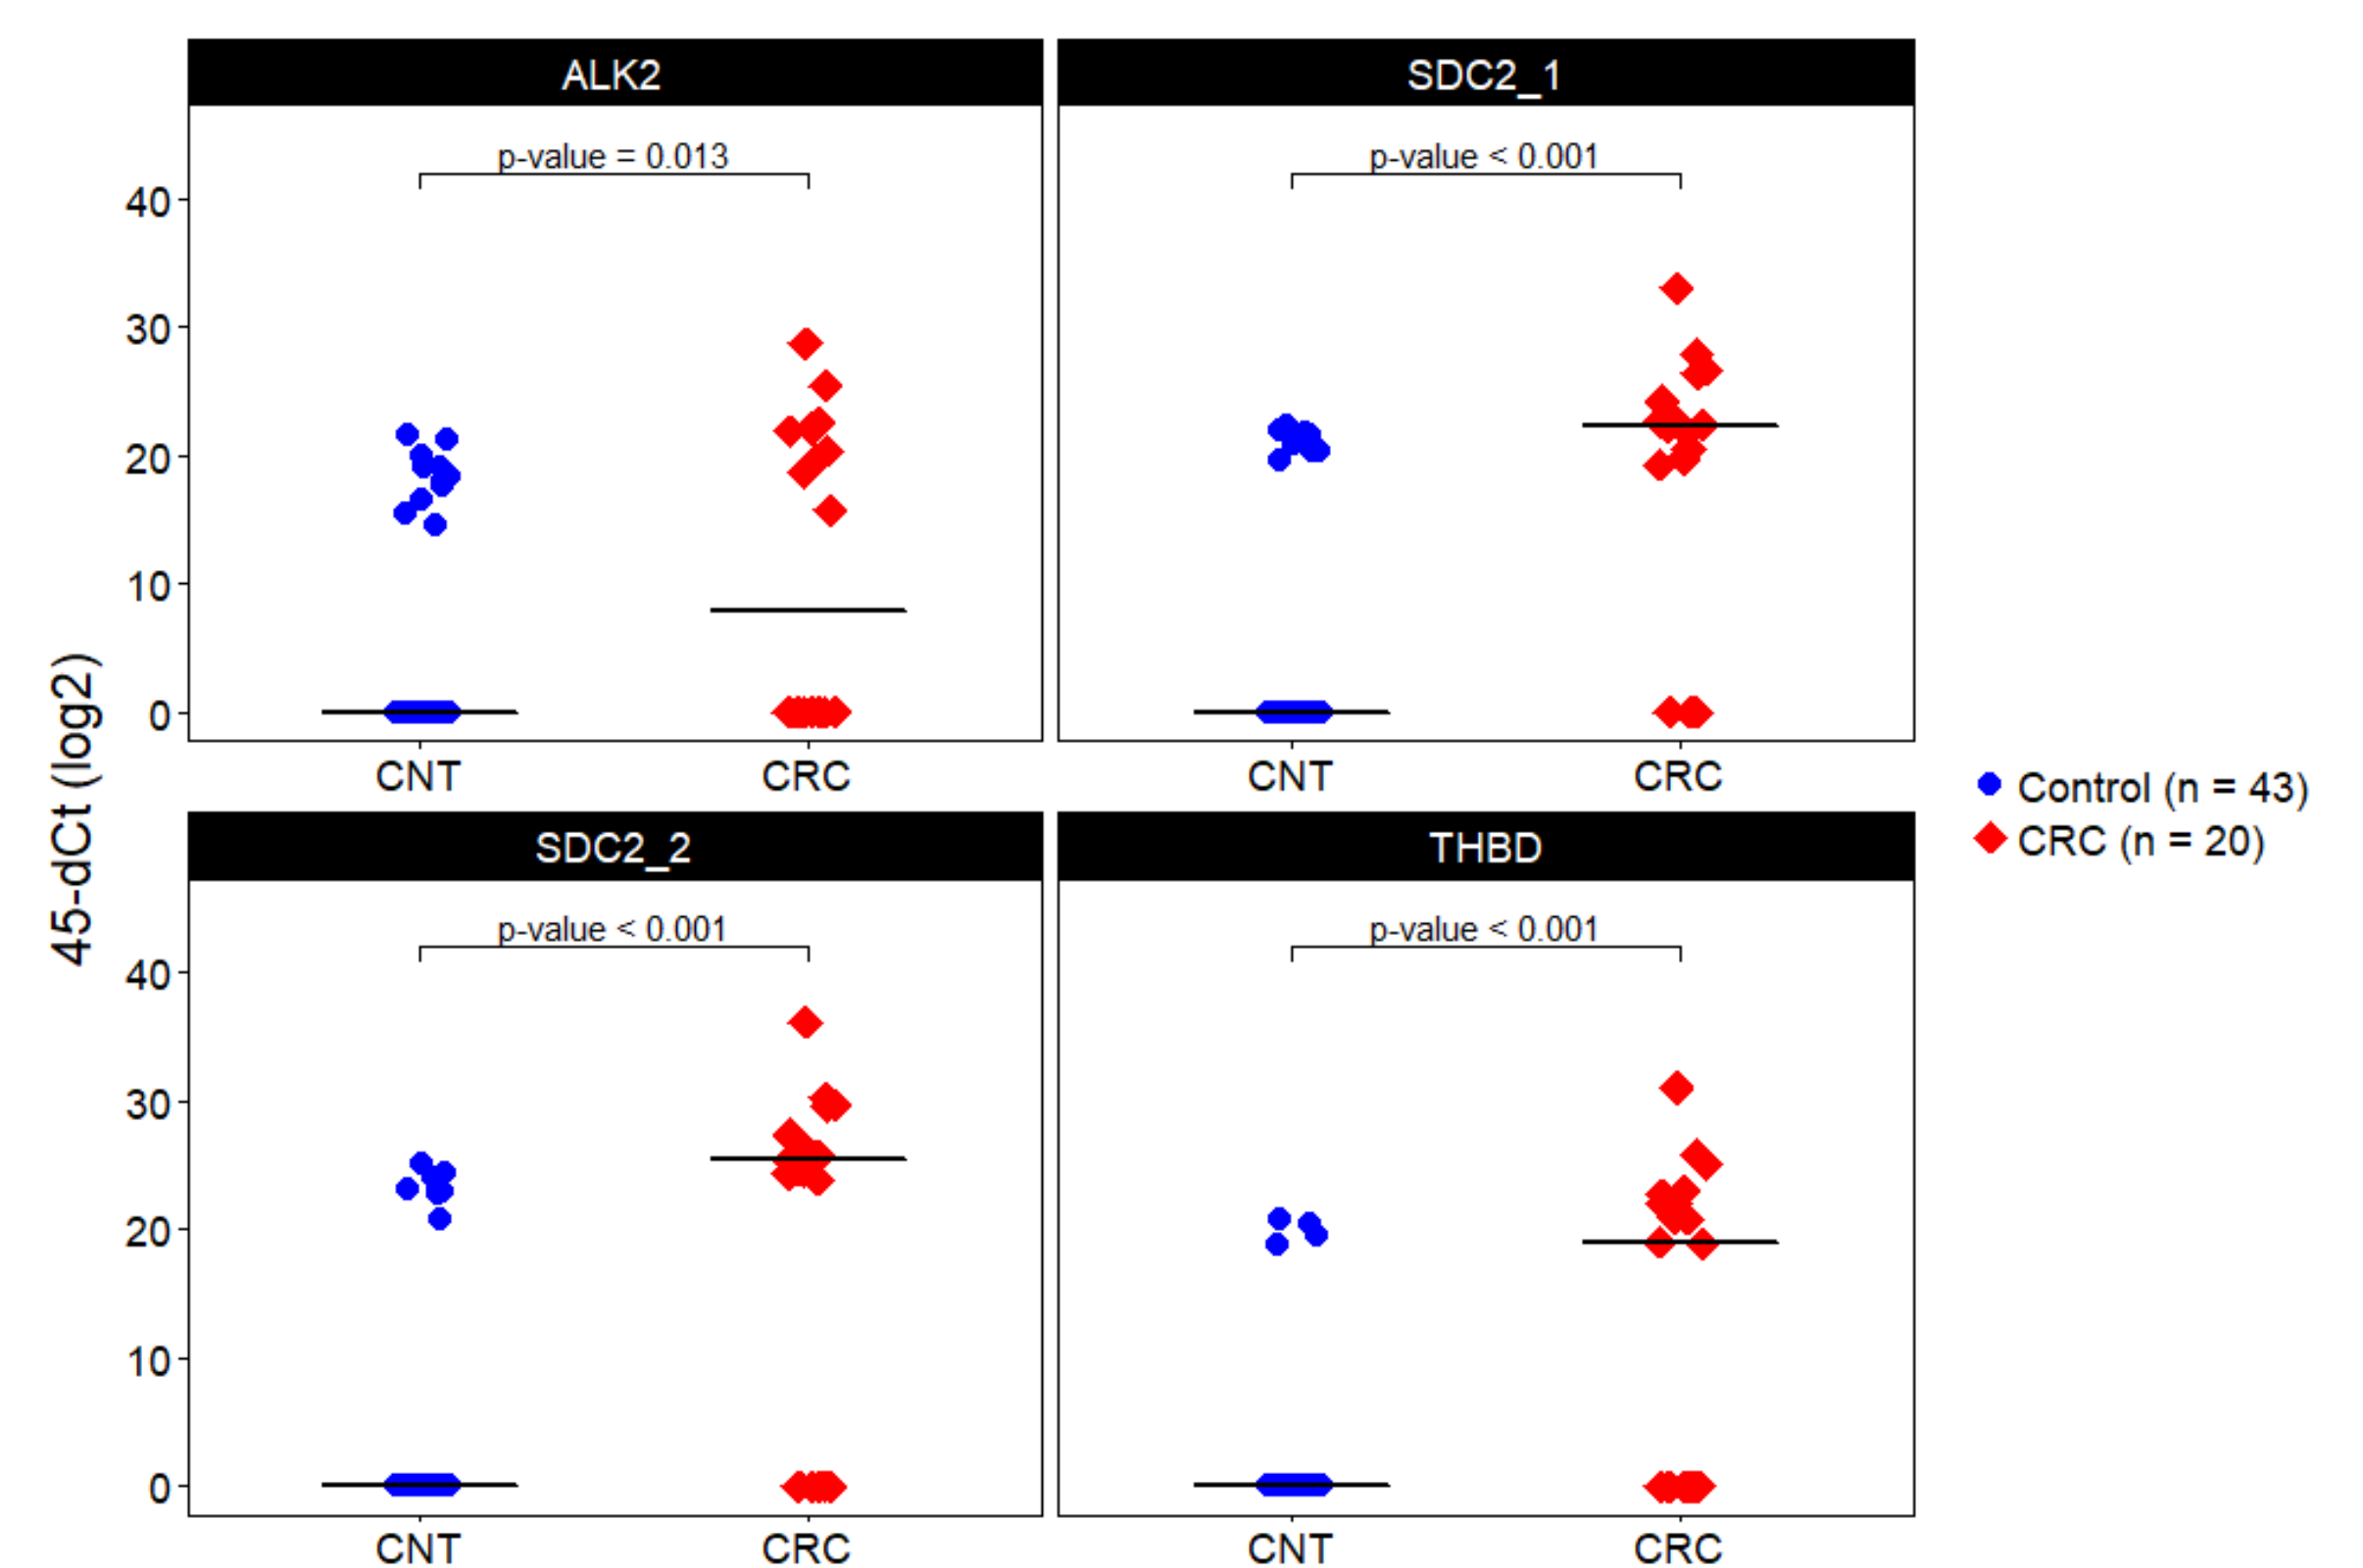 ALK2
SDC2_1
p-value = 0.013
p-value < 0.001
40
30
20
10
0
CNT
CRC
CNT
CRC
45-dCt (log2)
Control (n = 43)
CRC (n = 20)
SDC2_2
THBD
p-value < 0.001
p-value < 0.001
40
30
20
10
0
CNT
CRC
CNT
CRC